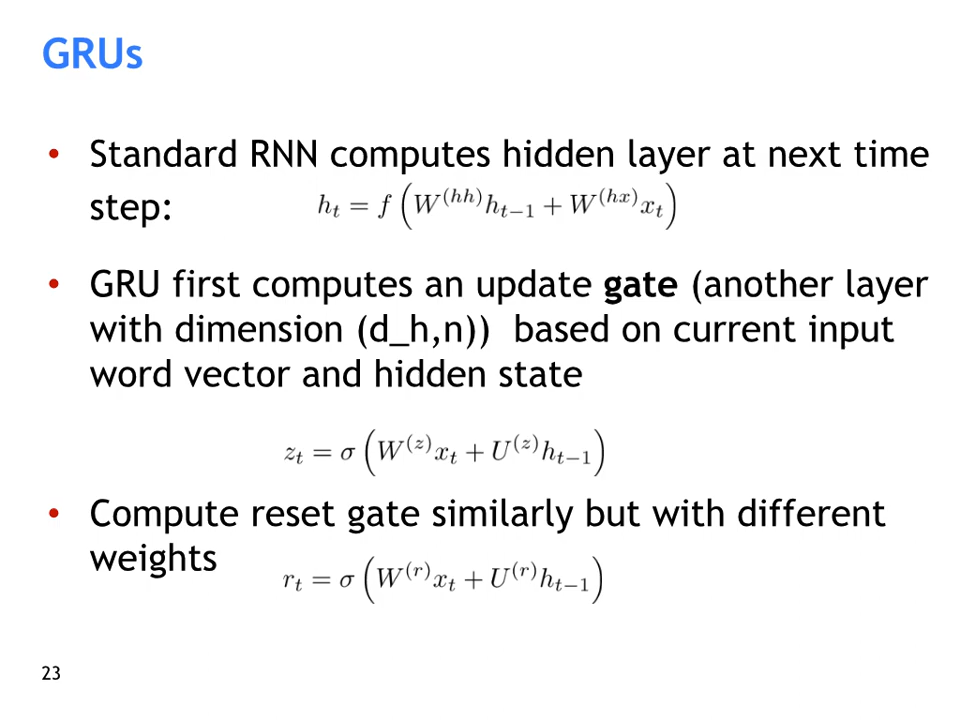 GRUs
• Standard RNN computes hidden layer at next time
step: h_t = f(W^{(hh)}h_{t-1} + W^{(hx)}x_t)
• GRU first computes an update gate (another layer
with dimension (d_h,n))  based on current input
word vector and hidden state
z_t = σ(W^{(z)}x_t + U^{(z)}h_{t-1})
• Compute reset gate similarly but with different
weights r_t = σ(W^{(r)}x_t + U^{(r)}h_{t-1})
23